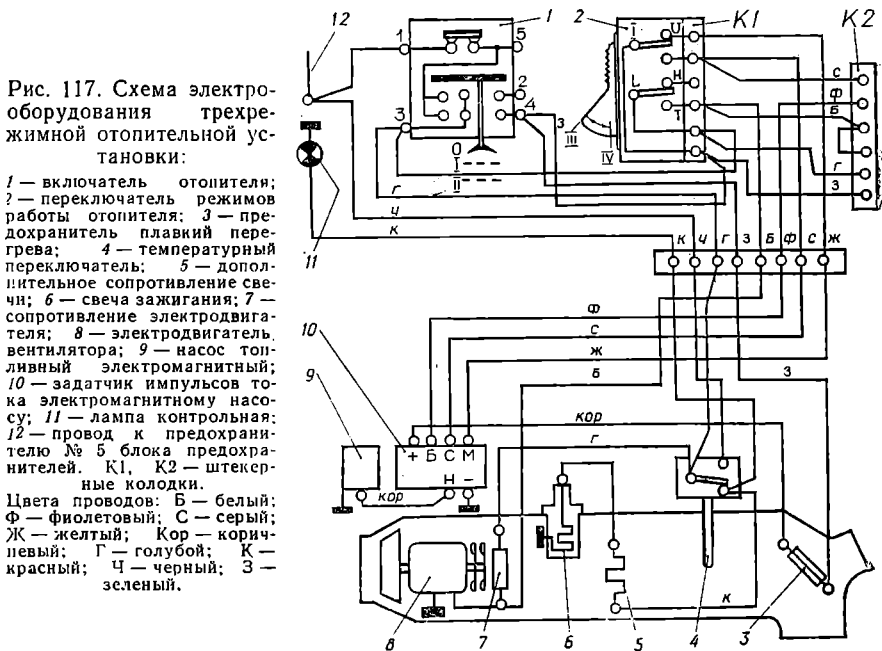 Рис. 117. Схема электро-
оборудования трехре-
жимной отопительной ус-
тановки:
1 — включатель отопителя;
2 — переключатель режимов
работы отопителя; 3 — пре-
дохранитель плавкий пере-
грева; 4 — температурный
переключатель; 5 — допол-
нительное сопротивление све-
чи; 6 — свеча зажигания; 7 —
сопротивление электродвига-
теля; 8 — электродвигатель
вентилятора; 9 — насос топ-
ливный электромагнитный;
10 — задатчик импульсов то-
ка электромагнитному насо-
су; 11 — лампа контрольная;
12 — провод к предохрани-
телю № 5 блока предохра-
нителей. К1, К2 — штекер-
ные колодки.
Цвета проводов: Б — белый;
Ф — фиолетовый; С — серый;
Ж — желтый; Кор — корич-
невый; Г — голубой; К —
красный; Ч — черный; З —
зеленый.
12
1
2
К1
К2
1
5
2
3
4
0
I
II
I
U
L
H
T
III
IV
З
С
Ф
Б
Г
З
г
ч
к
11
К Ч Г З Б Ф С Ж
Ф
С
Ж
Б
З
10
9
кор
Г
+ Б С М
Н −
кор
К
8
7
6
5
4
3